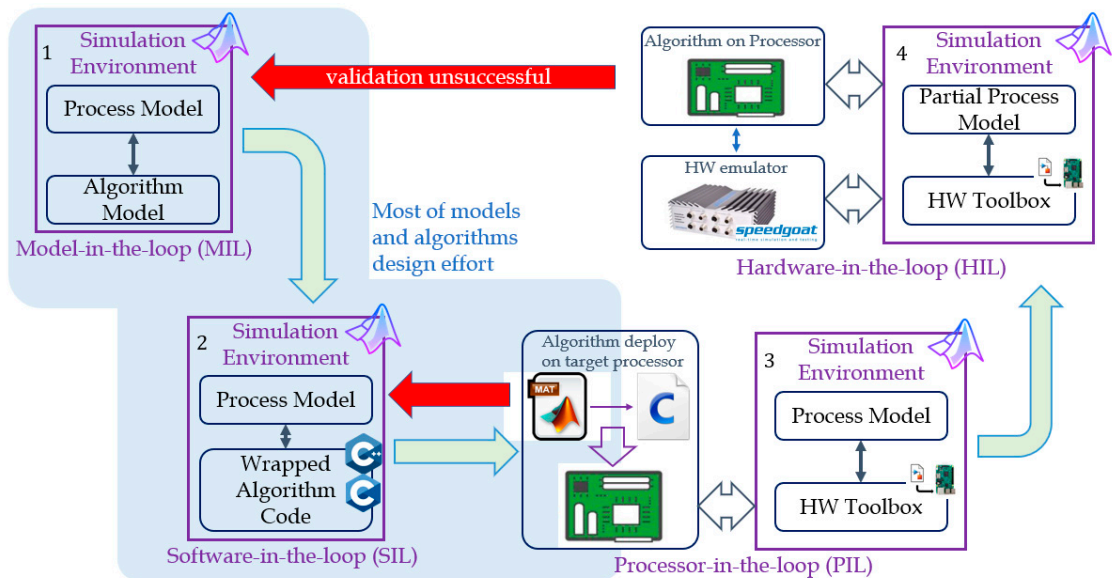 1
Simulation
Environment
Process Model
Algorithm
Model
Model-in-the-loop (MIL)
validation unsuccessful
Algorithm on Processor
HW emulator
speedgoat
real-time simulation and testing
4
Simulation
Environment
Partial Process
Model
HW Toolbox
Hardware-in-the-loop (HIL)
Most of models
and algorithms
design effort
2
Simulation
Environment
Process Model
Wrapped
Algorithm
Code
C++
C
Software-in-the-loop (SIL)
Algorithm deploy
on target processor
MAT
C
3
Simulation
Environment
Process Model
HW Toolbox
Processor-in-the-loop (PIL)